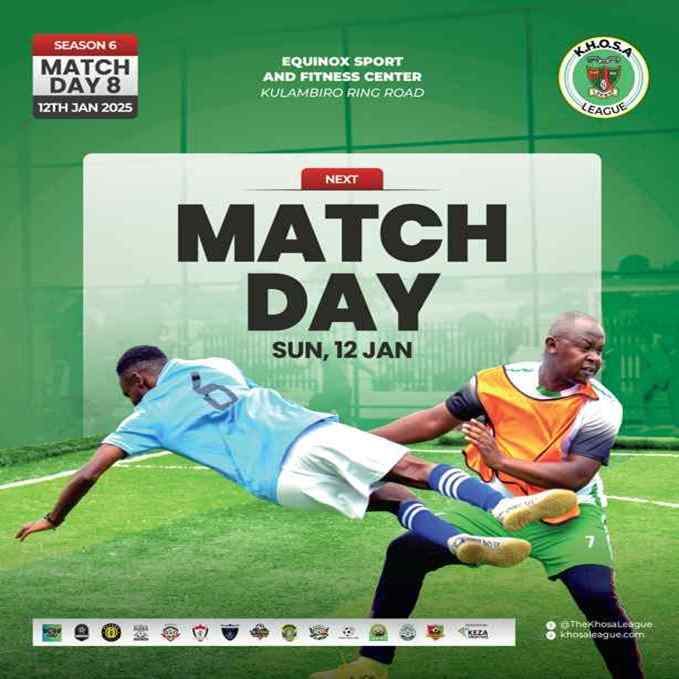 SEASON 6
MATCH
DAY 8
12TH JAN 2025
EQUINOX SPORT
AND FITNESS CENTER
KULAMBIRO RING ROAD
K.H.O.S.A
LEAGUE
NEXT
MATCH
DAY
SUN, 12 JAN
6
7
KEZA
@TheKhosaLeague
khosaleague.com